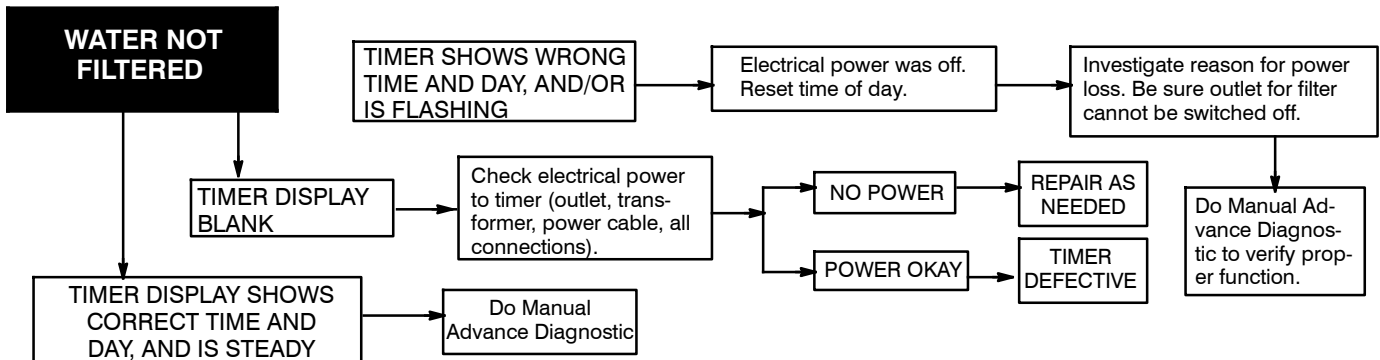 WATER NOT
FILTERED
TIMER SHOWS WRONG
TIME AND DAY, AND/OR
IS FLASHING
Electrical power was off.
Reset time of day.
Investigate reason for power
loss. Be sure outlet for filter
cannot be switched off.
Do Manual Ad-
vance Diagnos-
tic to verify prop-
er function.
TIMER DISPLAY
BLANK
Check electrical power
to timer (outlet, trans-
former, power cable, all
connections).
NO POWER
REPAIR AS
NEEDED
POWER OKAY
TIMER
DEFECTIVE
TIMER DISPLAY SHOWS
CORRECT TIME AND
DAY, AND IS STEADY
Do Manual
Advance Diagnostic